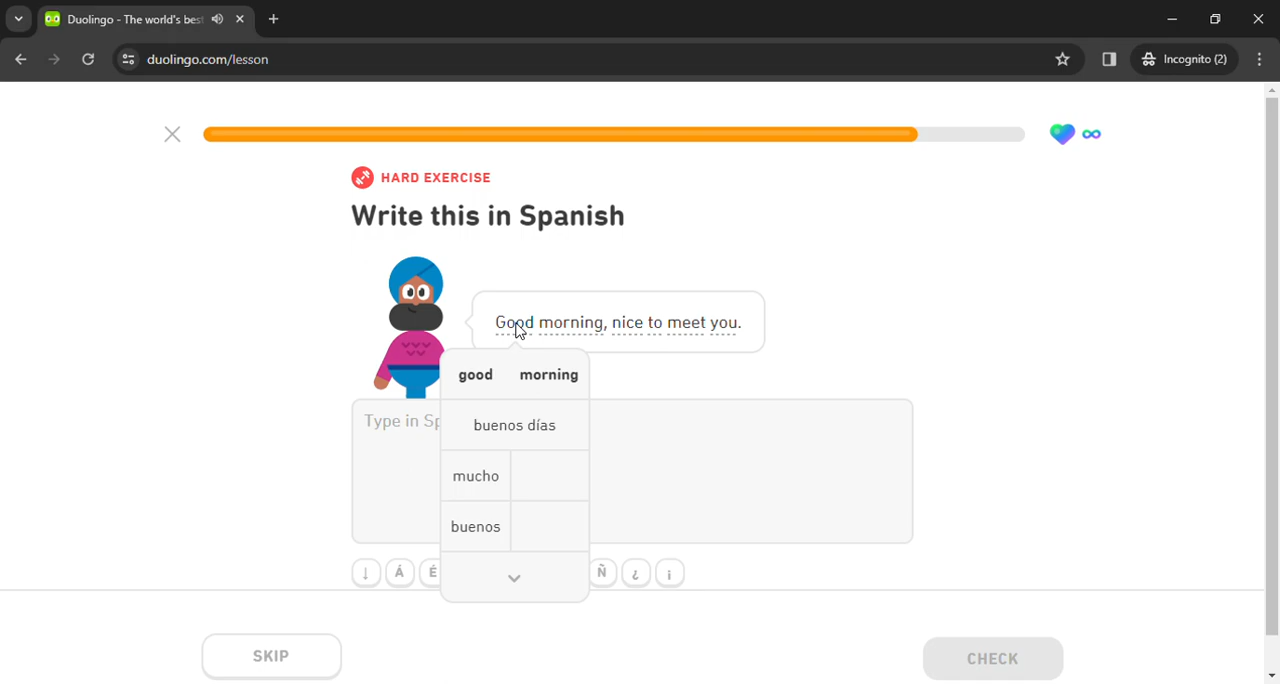 Duolingo - The world's bes
duolingo.com/lesson
Incognito (2)
HARD EXERCISE
Write this in Spanish
Good morning, nice to meet you.
good morning
buenos días
mucho
buenos
Type in Sp
↓ Á É Ñ ¿ ¡
SKIP
CHECK